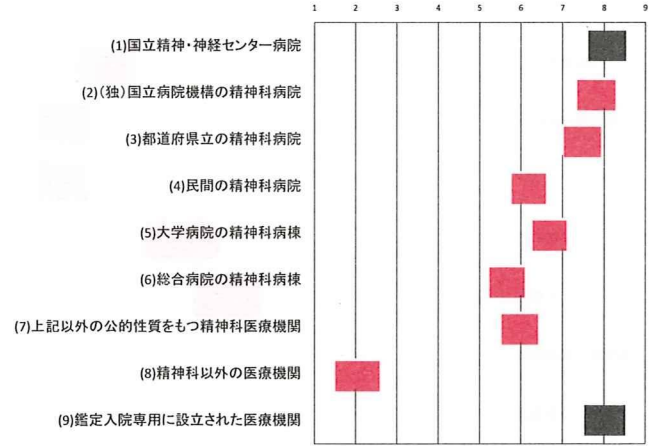 1 2 3 4 5 6 7 8 9
(1)国立精神・神経センター病院
(2)(独)国立病院機構の精神科病院
(3)都道府県立の精神科病院
(4)民間の精神科病院
(5)大学病院の精神科病棟
(6)総合病院の精神科病棟
(7)上記以外の公的性質をもつ精神科医療機関
(8)精神科以外の医療機関
(9)鑑定入院専用に設立された医療機関